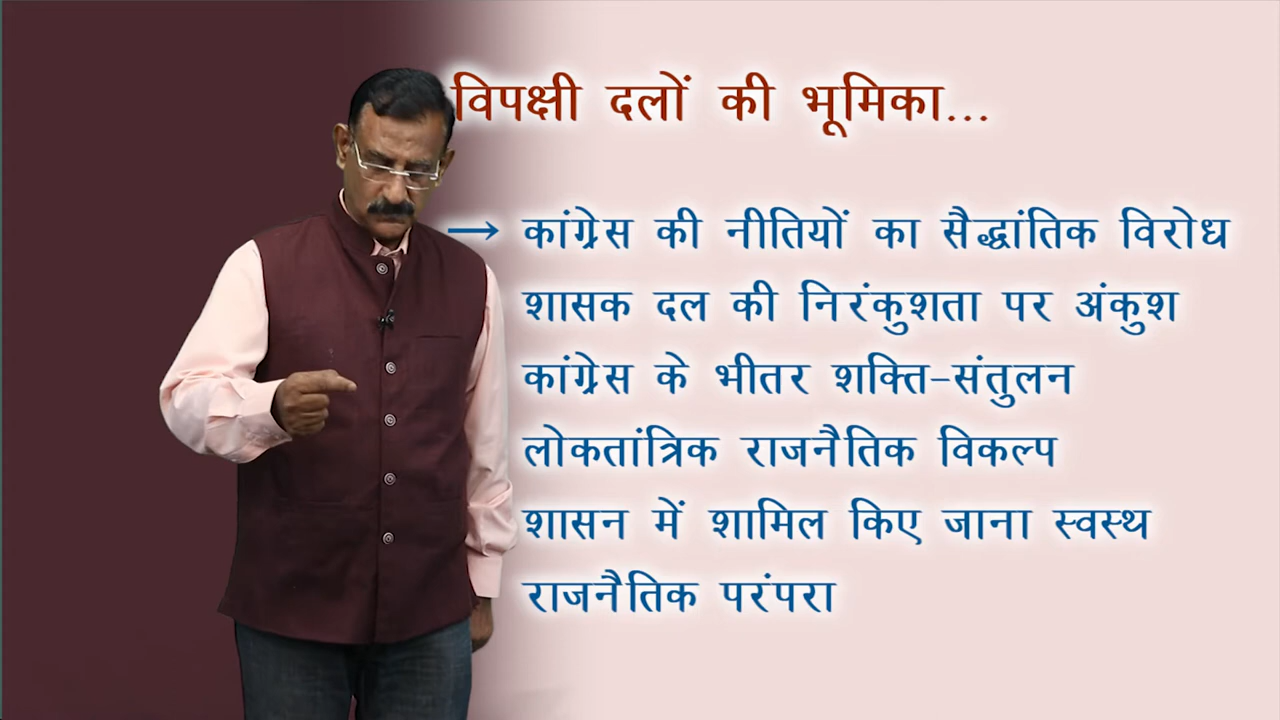 विपक्षी दलों की भूमिका...
→ कांग्रेस की नीतियों का सैद्धांतिक विरोध
शासक दल की निरंकुशता पर अंकुश
कांग्रेस के भीतर शक्ति-संतुलन
लोकतांत्रिक राजनैतिक विकल्प
शासन में शामिल किए जाना स्वस्थ
राजनैतिक परंपरा